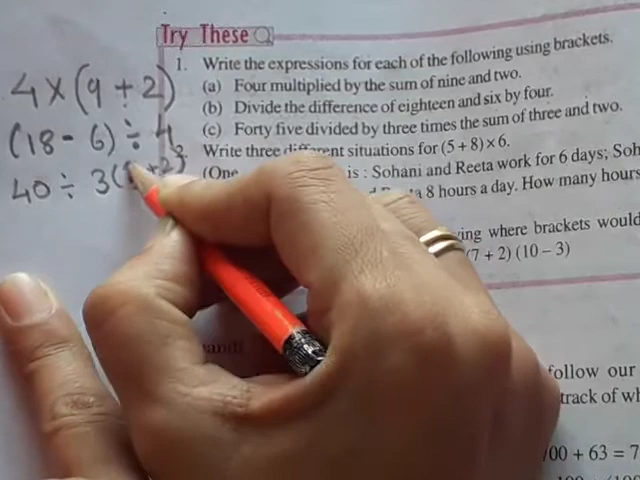 Try These
4 × (9 + 2)
(18 - 6) ÷ 4
40 ÷ 3( + 2)
1. Write the expressions for each of the following using brackets.
(a) Four multiplied by the sum of nine and two.
(b) Divide the difference of eighteen and six by four.
(c) Forty five divided by three times the sum of three and two.
Write three different situations for (5 + 8) × 6.
(One is : Sohani and Reeta work for 6 days; Soh
8 hours a day. How many hours
ing where brackets would
(7 + 2) (10 – 3)
follow our
track of wh
00 + 63 = 7